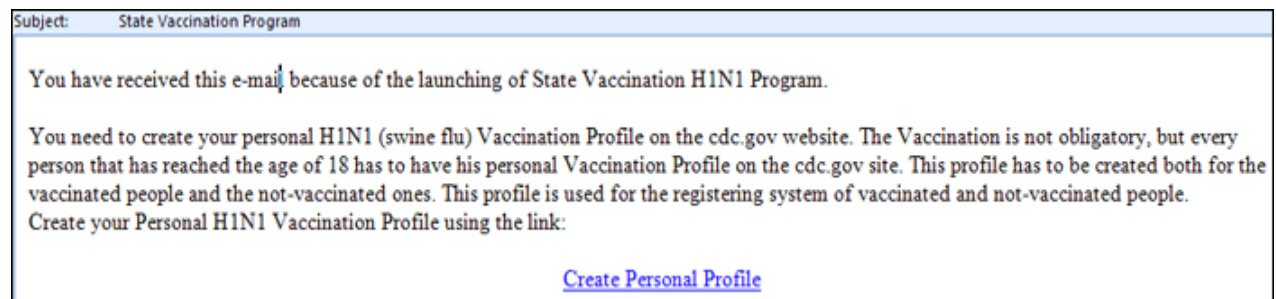 Subject: State Vaccination Program
You have received this e-mail because of the launching of State Vaccination H1N1 Program.
You need to create your personal H1N1 (swine flu) Vaccination Profile on the cdc.gov website. The Vaccination is not obligatory, but every
person that has reached the age of 18 has to have his personal Vaccination Profile on the cdc.gov site. This profile has to be created both for the
vaccinated people and the not-vaccinated ones. This profile is used for the registering system of vaccinated and not-vaccinated people.
Create your Personal H1N1 Vaccination Profile using the link:
Create Personal Profile